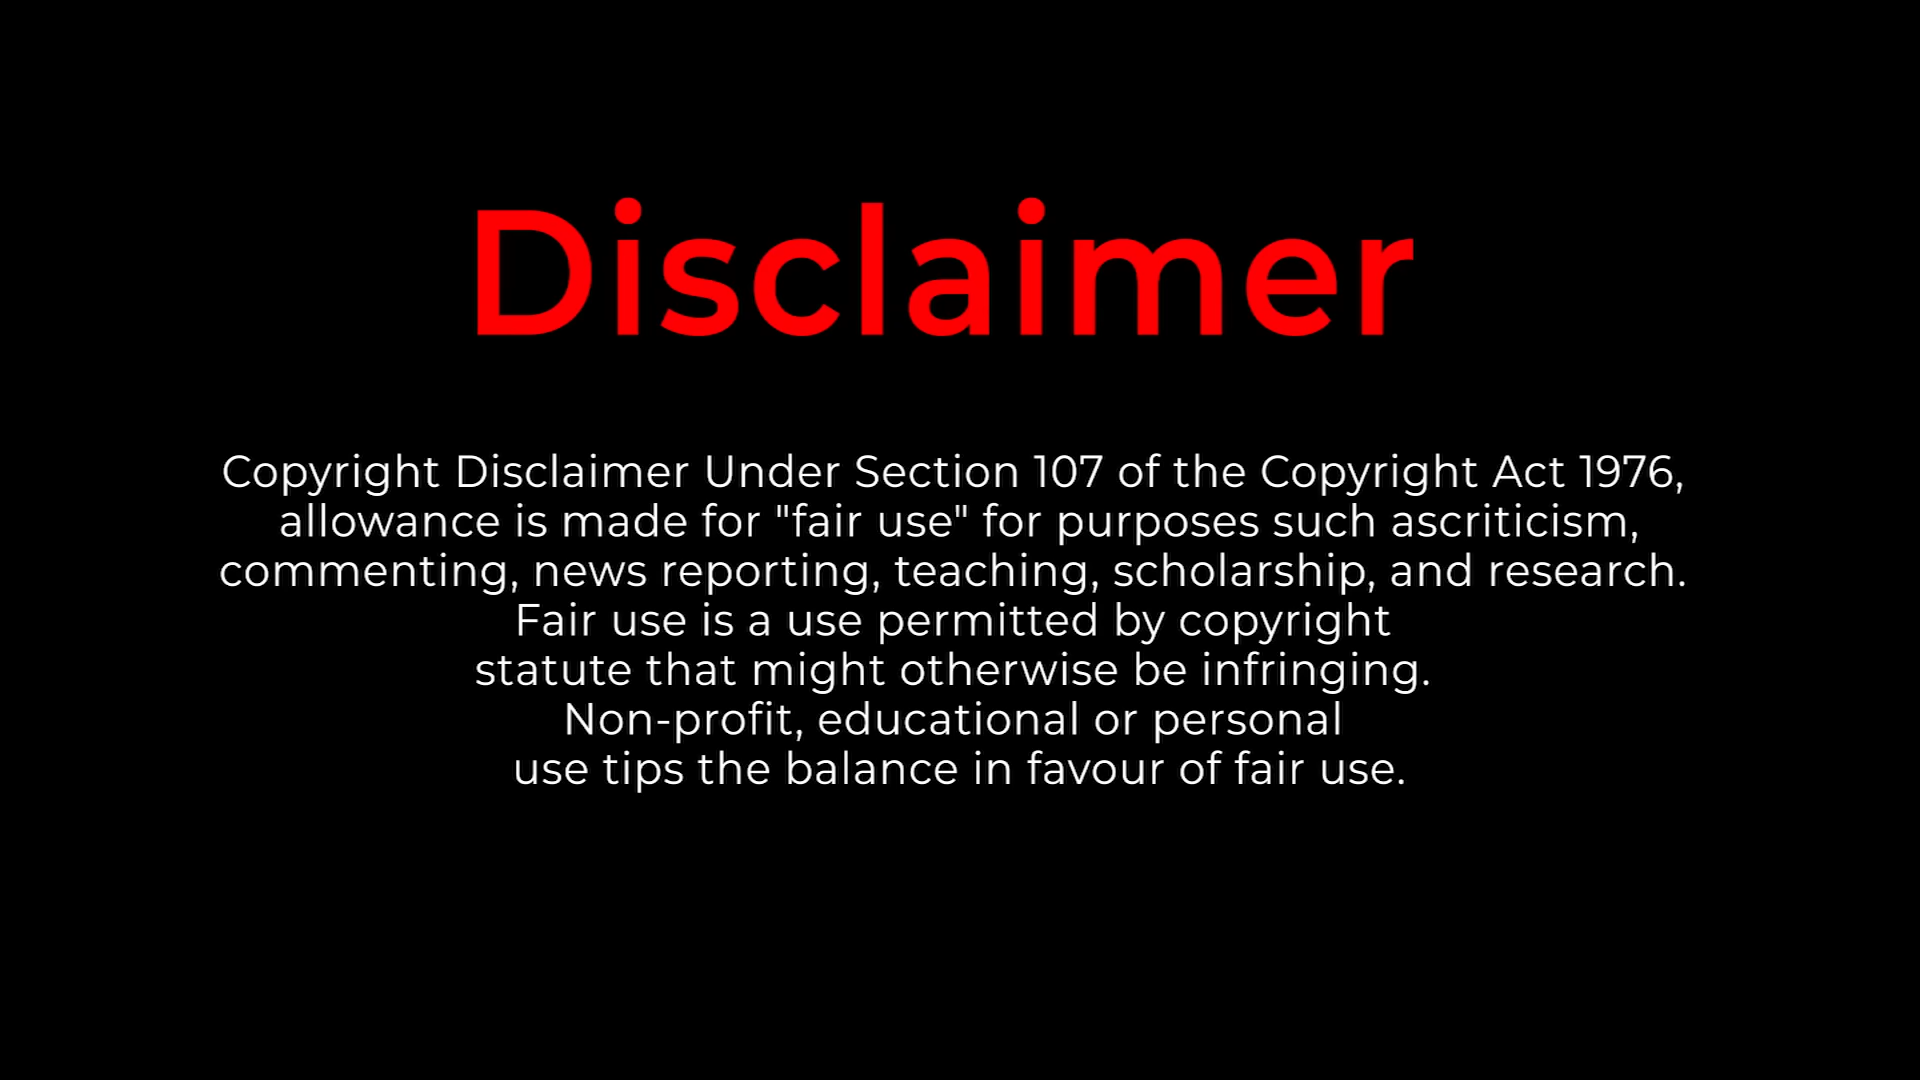 Disclaimer
Copyright Disclaimer Under Section 107 of the Copyright Act 1976,
allowance is made for "fair use" for purposes such ascriticism,
commenting, news reporting, teaching, scholarship, and research.
Fair use is a use permitted by copyright
statute that might otherwise be infringing.
Non-profit, educational or personal
use tips the balance in favour of fair use.